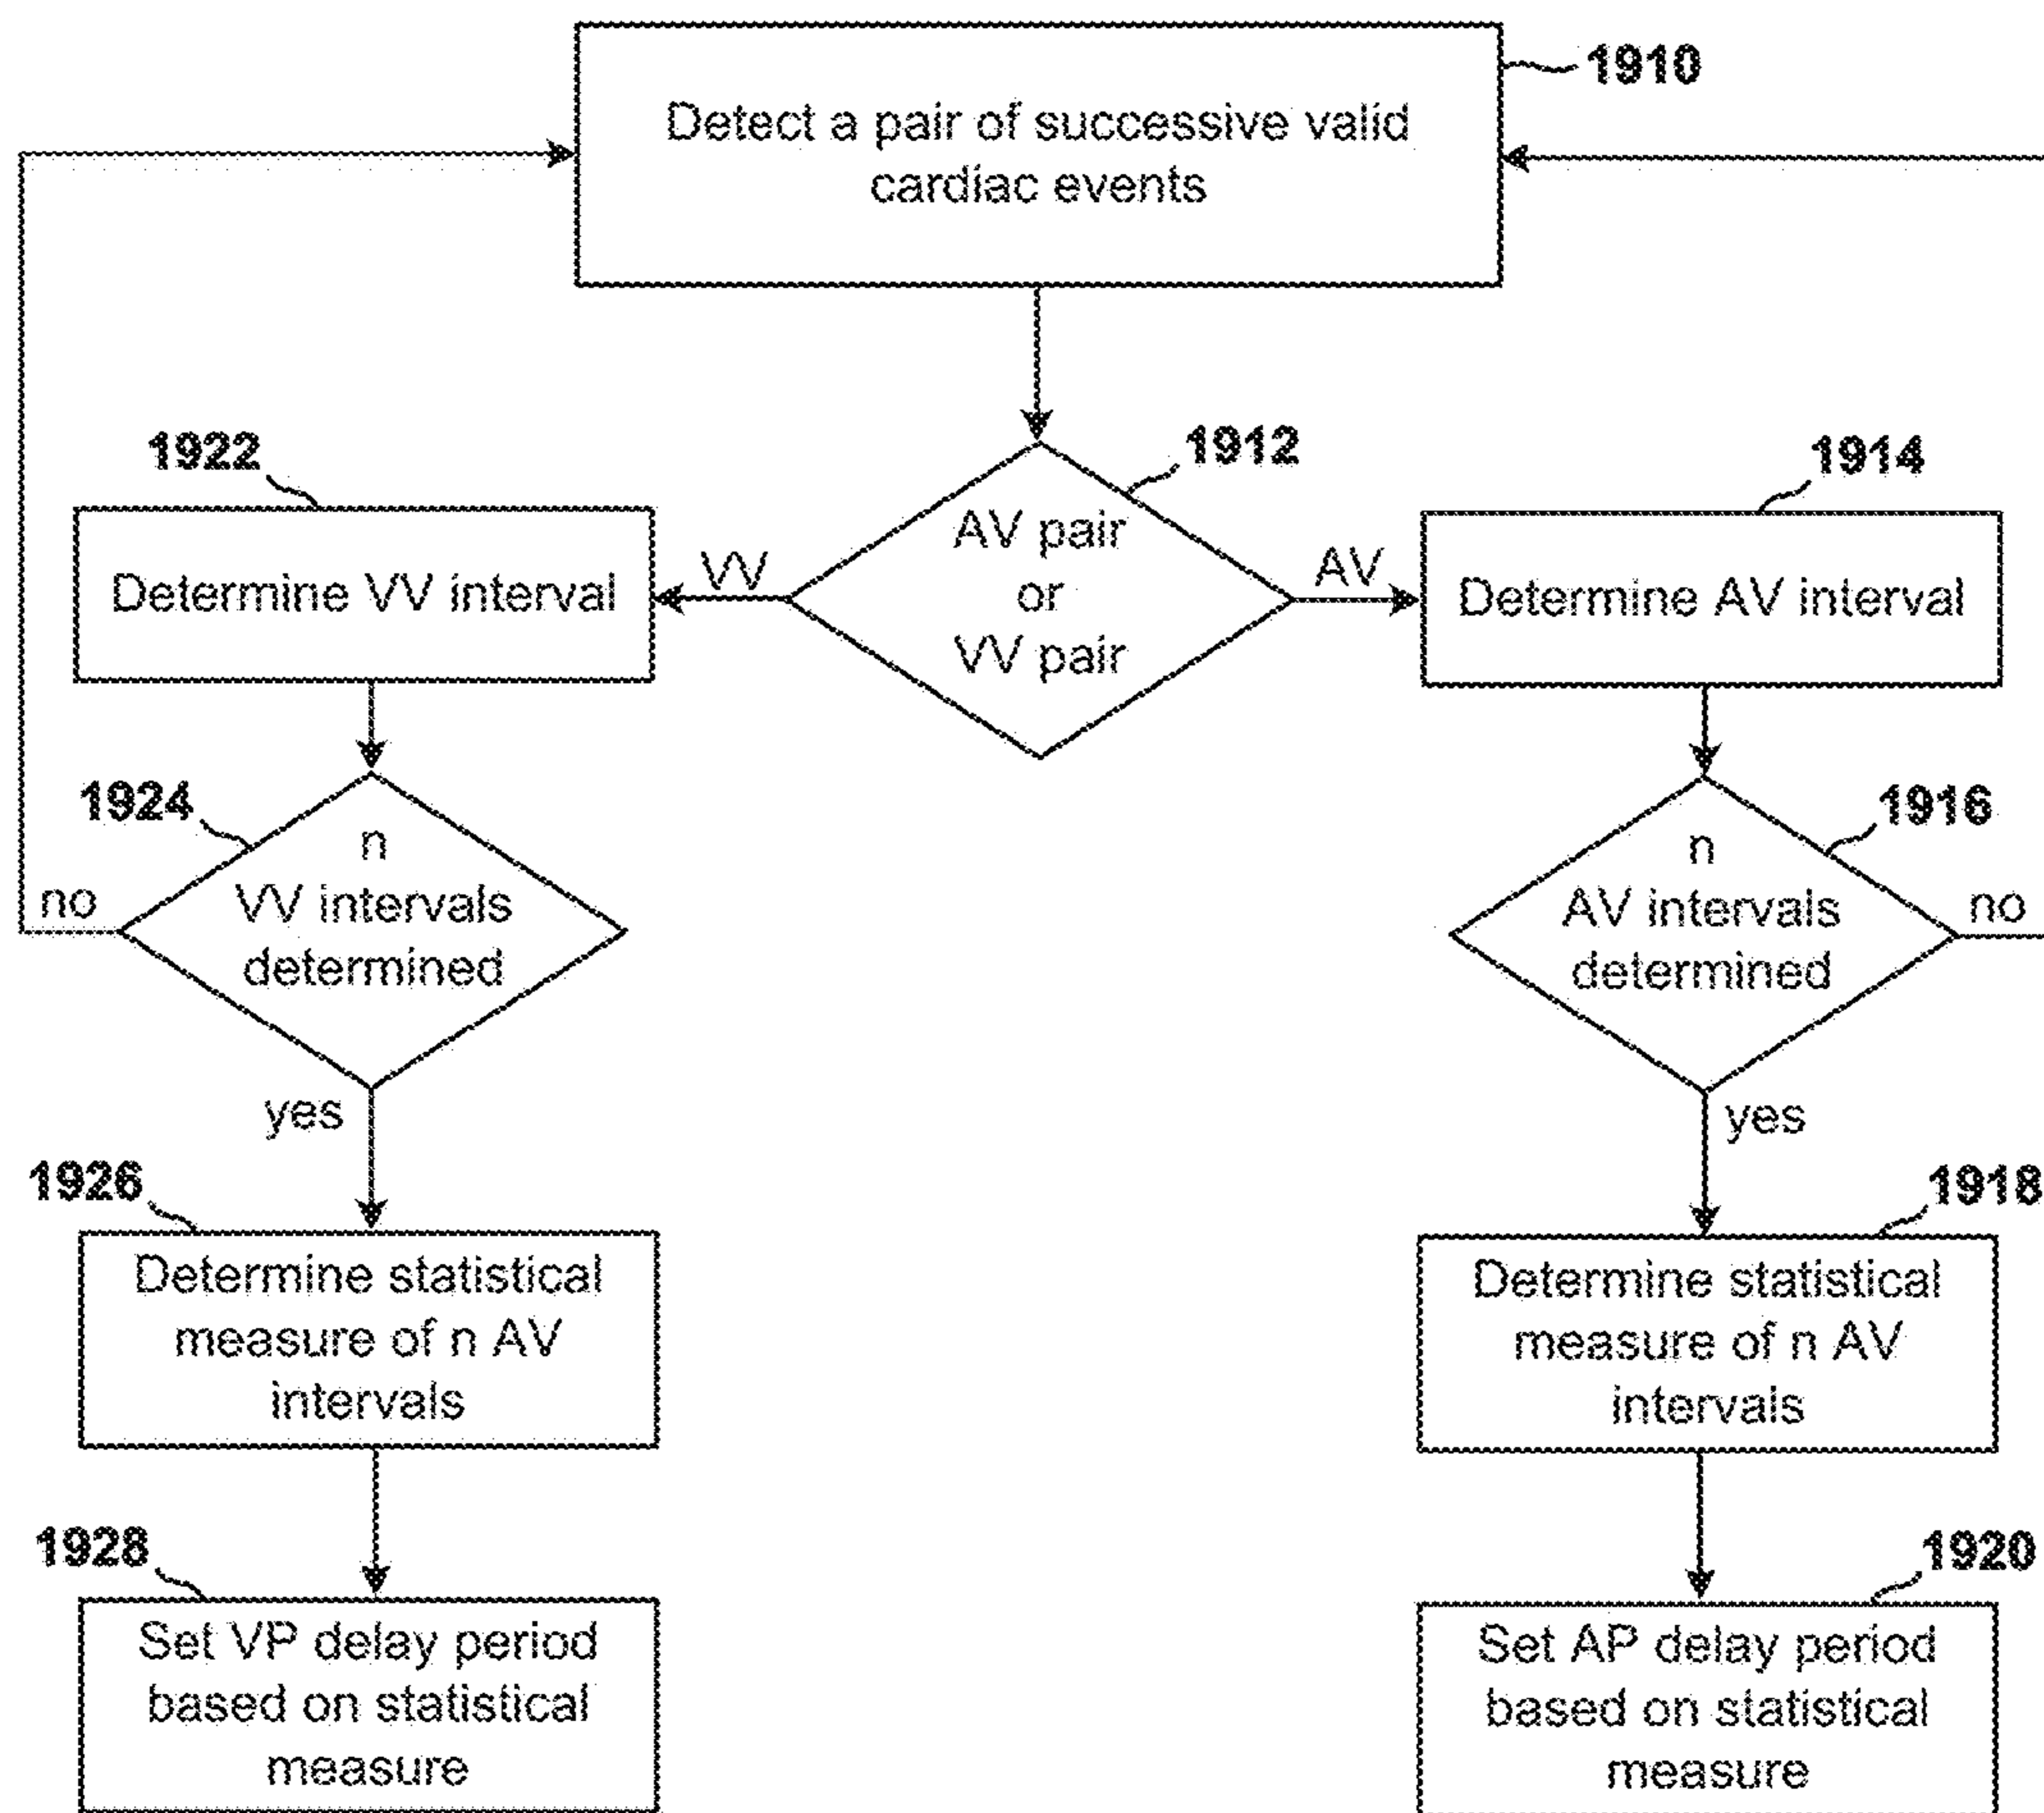 1910
Detect a pair of successive valid
cardiac events
1912
AV pair
or
VV pair
VV
AV
1922
Determine VV interval
1914
Determine AV interval
1924
n
VV intervals
determined
no
yes
1916
n
AV intervals
determined
no
yes
1926
Determine statistical
measure of n AV
intervals
1918
Determine statistical
measure of n AV
intervals
1928
Set VP delay period
based on statistical
measure
1920
Set AP delay period
based on statistical
measure